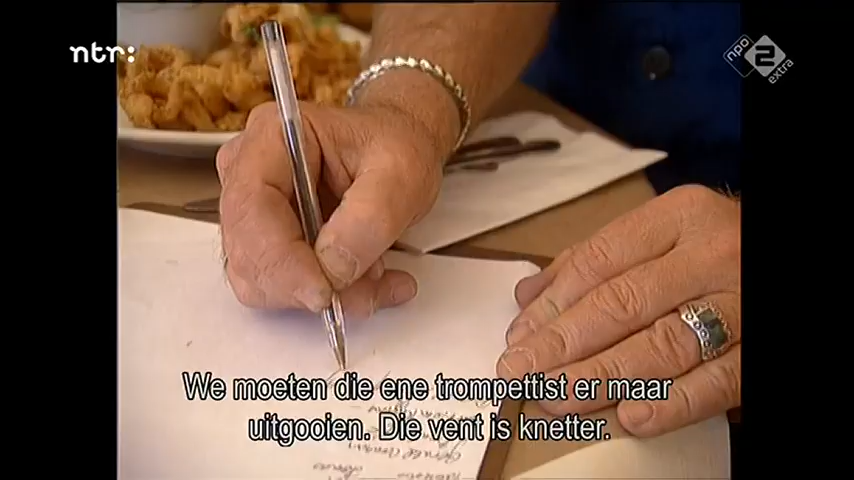 ntr:
npo 2 extra
We moeten die ene trompettist er maar
uitgooien. Die vent is knetter.